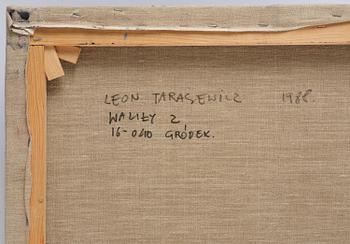 LEON TARASEWICZ 1988.
WALIŁY 2
16-040 GRÓDEK.